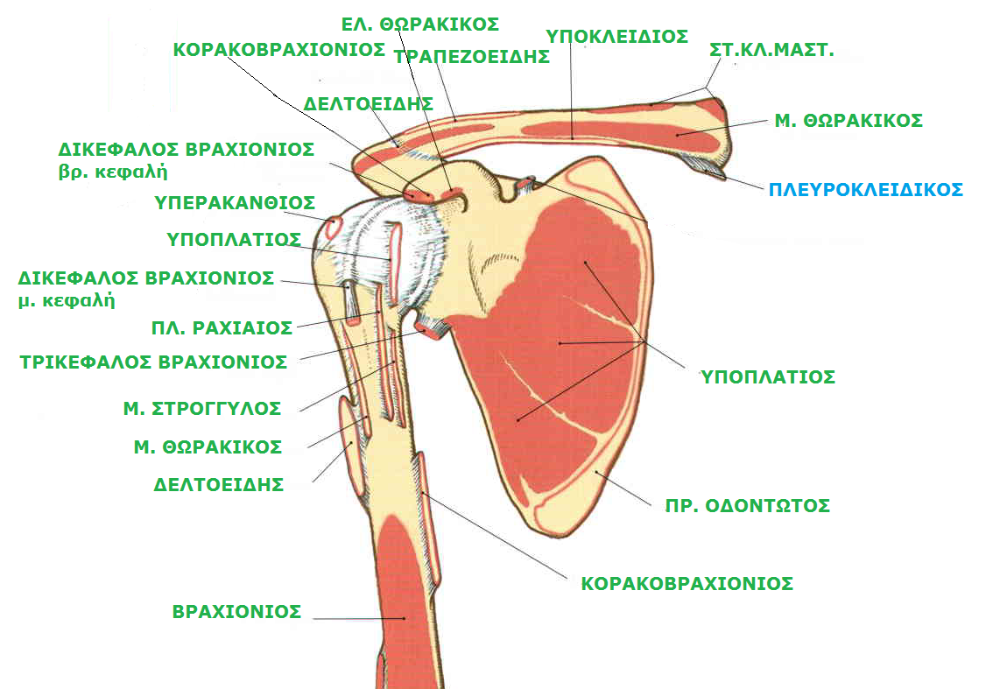 ΕΛ. ΘΩΡΑΚΙΚΟΣ
ΚΟΡΑΚΟΒΡΑΧΙΟΝΙΟΣ
ΤΡΑΠΕΖΟΕΙΔΗΣ
ΥΠΟΚΛΕΙΔΙΟΣ
ΣΤ.ΚΛ.ΜΑΣΤ.
ΔΕΛΤΟΕΙΔΗΣ
Μ. ΘΩΡΑΚΙΚΟΣ
ΔΙΚΕΦΑΛΟΣ ΒΡΑΧΙΟΝΙΟΣ
βρ. κεφαλή
ΠΛΕΥΡΟΚΛΕΙΔΙΚΟΣ
ΥΠΕΡΑΚΑΝΘΙΟΣ
ΥΠΟΠΛΑΤΙΟΣ
ΔΙΚΕΦΑΛΟΣ ΒΡΑΧΙΟΝΙΟΣ
μ. κεφαλή
ΠΛ. ΡΑΧΙΑΙΟΣ
ΤΡΙΚΕΦΑΛΟΣ ΒΡΑΧΙΟΝΙΟΣ
ΥΠΟΠΛΑΤΙΟΣ
Μ. ΣΤΡΟΓΓΥΛΟΣ
Μ. ΘΩΡΑΚΙΚΟΣ
ΔΕΛΤΟΕΙΔΗΣ
ΠΡ. ΟΔΟΝΤΩΤΟΣ
ΚΟΡΑΚΟΒΡΑΧΙΟΝΙΟΣ
ΒΡΑΧΙΟΝΙΟΣ